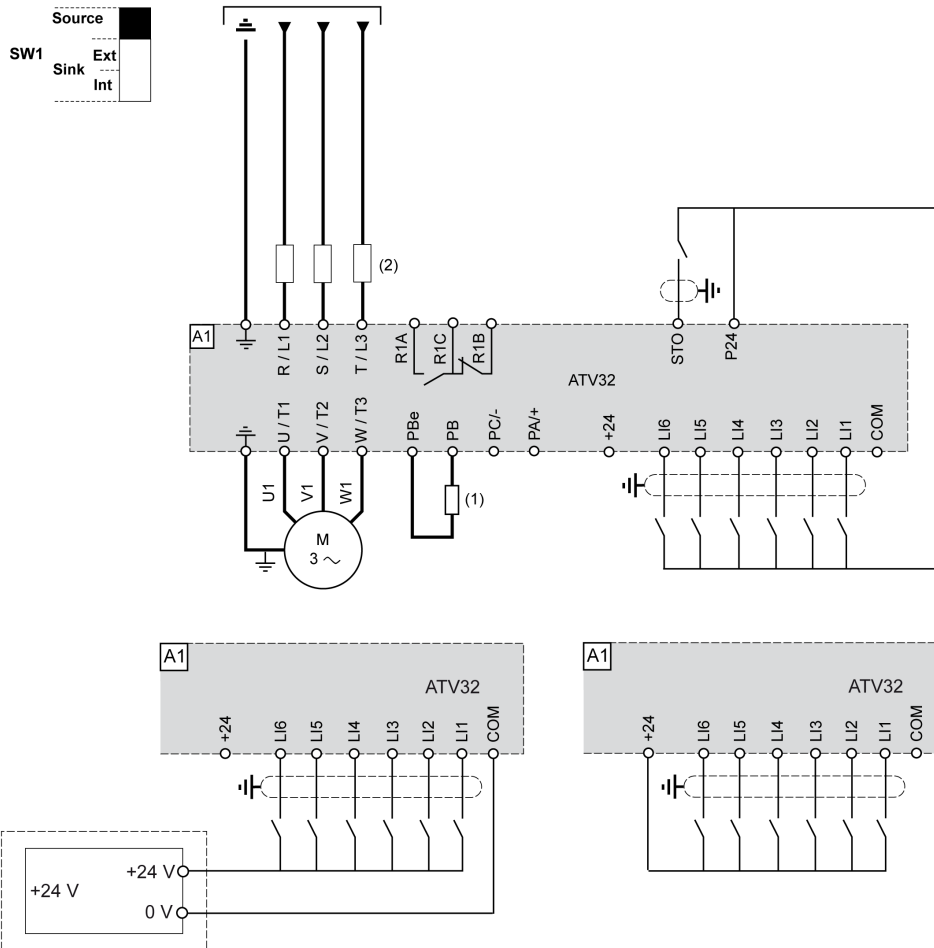 Source
SW1
Ext
Sink
Int
(2)
A1
R / L1
S / L2
T / L3
R1A
R1C
R1B
STO
P24
ATV32
U / T1
V / T2
W / T3
PBe
PB
PC/-
PA/+
+24
LI6
LI5
LI4
LI3
LI2
LI1
COM
U1
V1
W1
(1)
M
3 ~
A1
ATV32
+24
LI6
LI5
LI4
LI3
LI2
LI1
COM
+24 V
+24 V
0 V
A1
ATV32
+24
LI6
LI5
LI4
LI3
LI2
LI1
COM